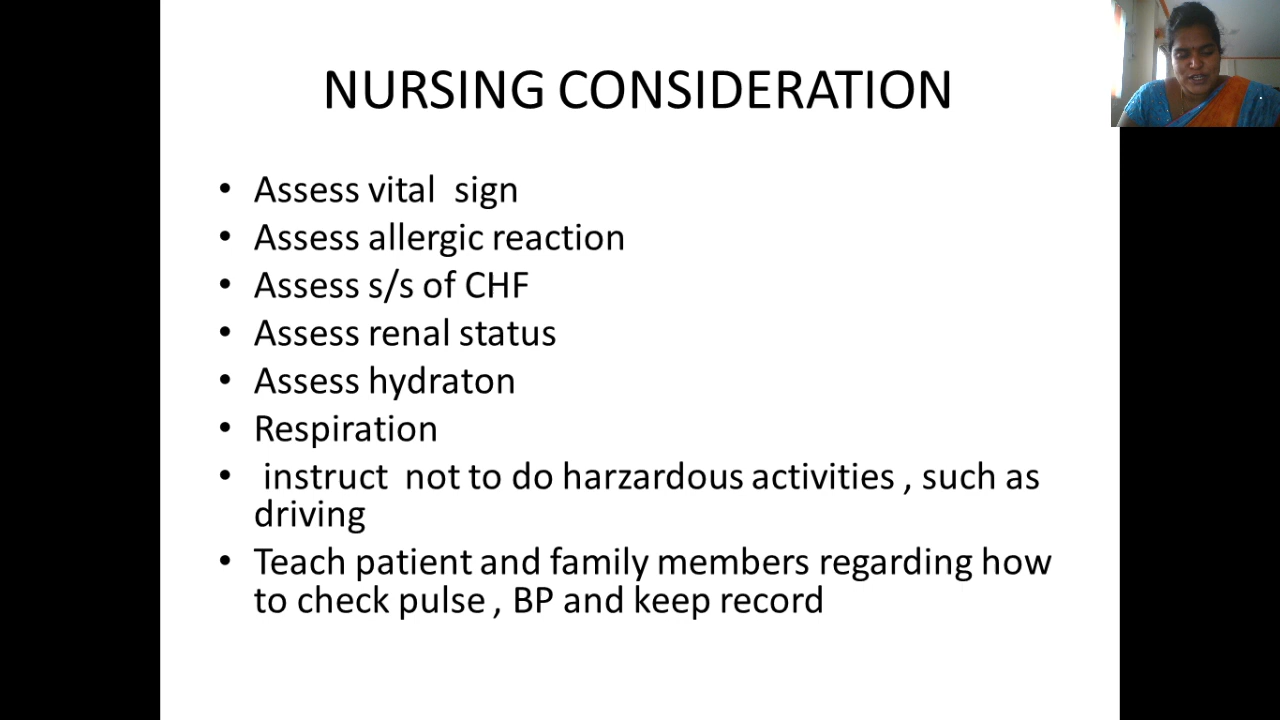 NURSING CONSIDERATION
• Assess vital  sign
• Assess allergic reaction
• Assess s/s of CHF
• Assess renal status
• Assess hydraton
• Respiration
•  instruct  not to do harzardous activities , such as
driving
• Teach patient and family members regarding how
to check pulse , BP and keep record